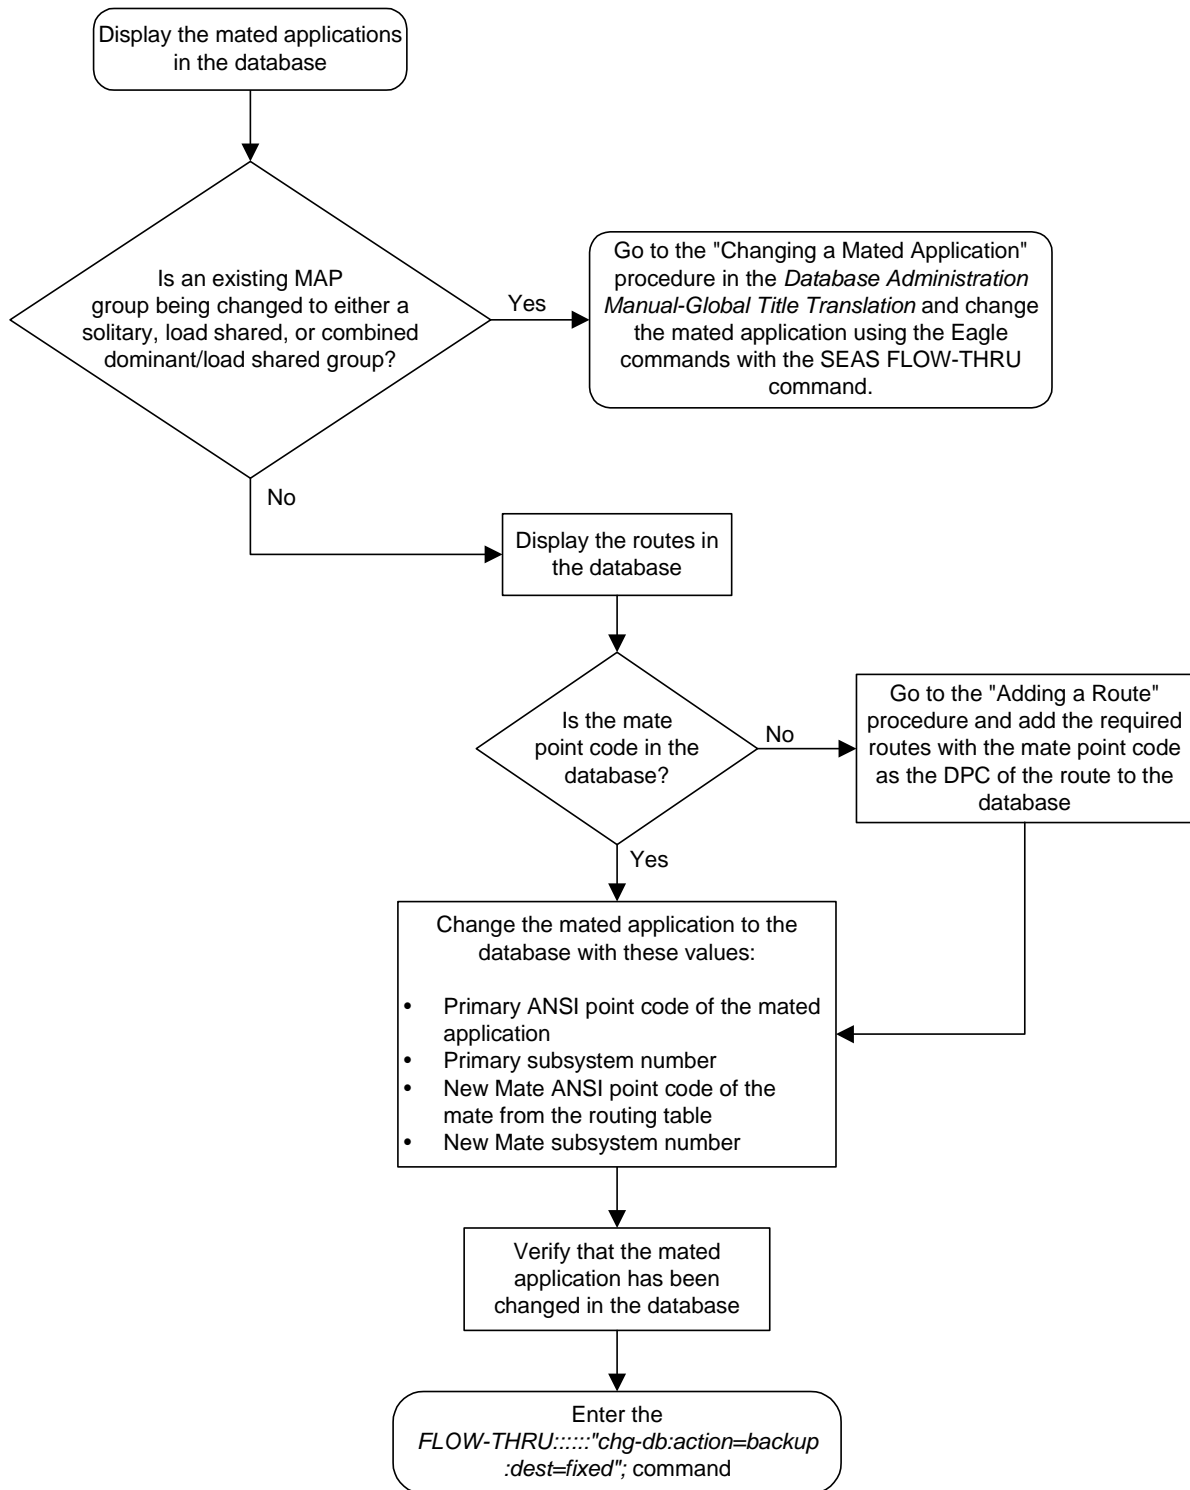 Display the mated applications
in the database
Is an existing MAP
group being changed to either a
solitary, load shared, or combined
dominant/load shared group?
Yes
Go to the "Changing a Mated Application"
procedure in the Database Administration
Manual-Global Title Translation and change
the mated application using the Eagle
commands with the SEAS FLOW-THRU
command.
No
Display the routes in
the database
Is the mate
point code in the
database?
No
Go to the "Adding a Route"
procedure and add the required
routes with the mate point code
as the DPC of the route to the
database
Yes
Change the mated application to the
database with these values:
• Primary ANSI point code of the mated
application
• Primary subsystem number
• New Mate ANSI point code of the
mate from the routing table
• New Mate subsystem number
Verify that the mated
application has been
changed in the database
Enter the
FLOW-THRU::::::"chg-db:action=backup
:dest=fixed"; command